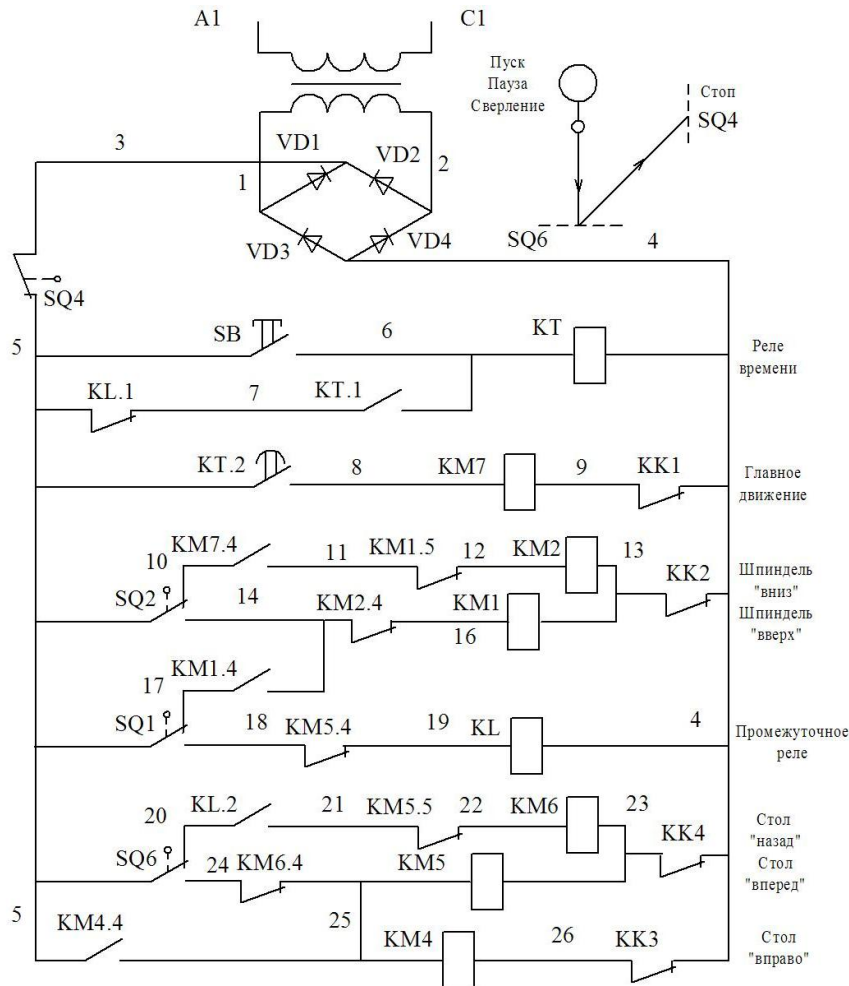 A1
C1
Пуск
Пауза
Сверление
Стоп
SQ4
3
VD1
VD2
1
2
VD3
VD4
SQ6
4
SQ4
5
SB
6
KT
Реле
времени
KL.1
7
KT.1
KT.2
8
KM7
9
KK1
Главное
движение
10
KM7.4
11
KM1.5
12
KM2
13
KK2
Шпиндель
"вниз"
SQ2
14
KM2.4
KM1
16
Шпиндель
"вверх"
17
KM1.4
SQ1
18
KM5.4
19
KL
4
Промежуточное
реле
20
KL.2
21
KM5.5
22
KM6
23
KK4
Стол
"назад"
SQ6
24
KM6.4
KM5
Стол
"вперед"
5
KM4.4
25
KM4
26
KK3
Стол
"вправо"